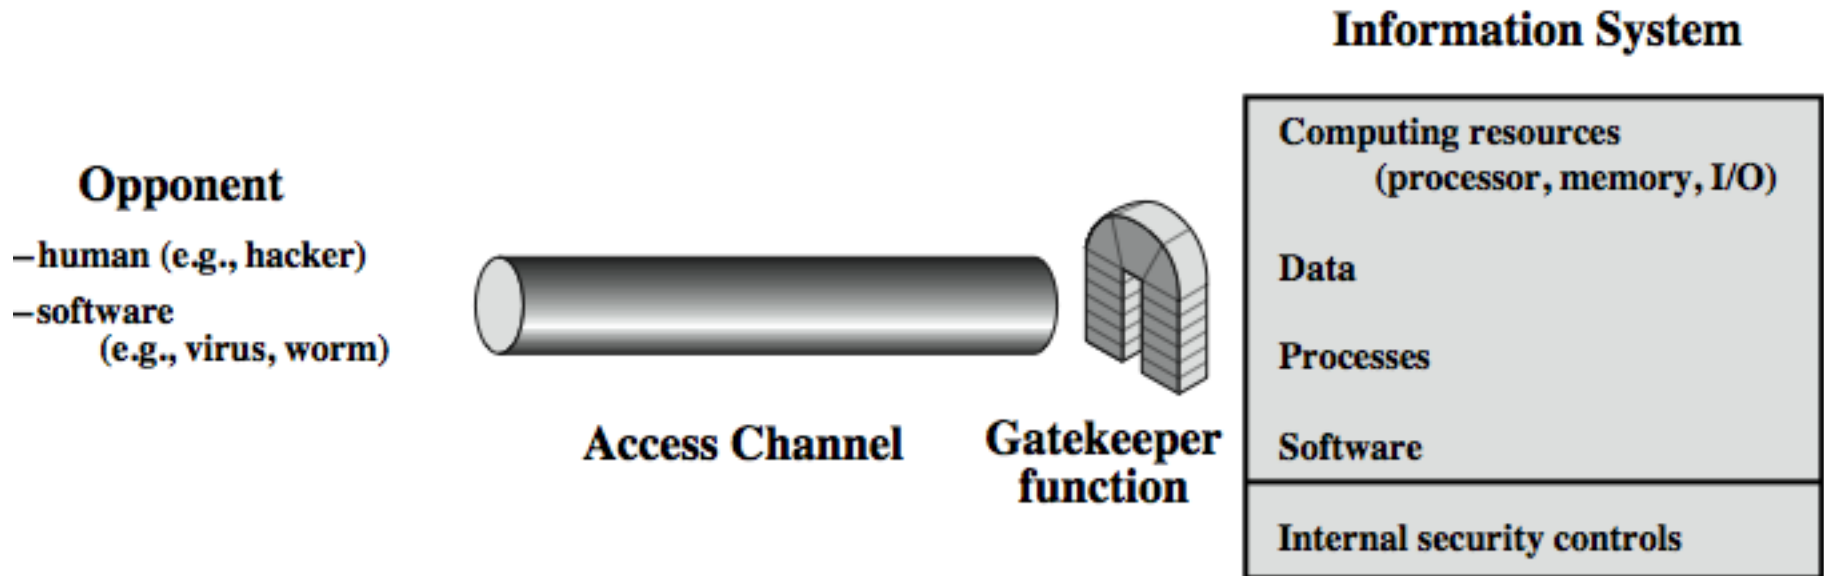 Information System
Opponent
–human (e.g., hacker)
–software
(e.g., virus, worm)
Access Channel
Gatekeeper
function
Computing resources
(processor, memory, I/O)
Data
Processes
Software
Internal security controls